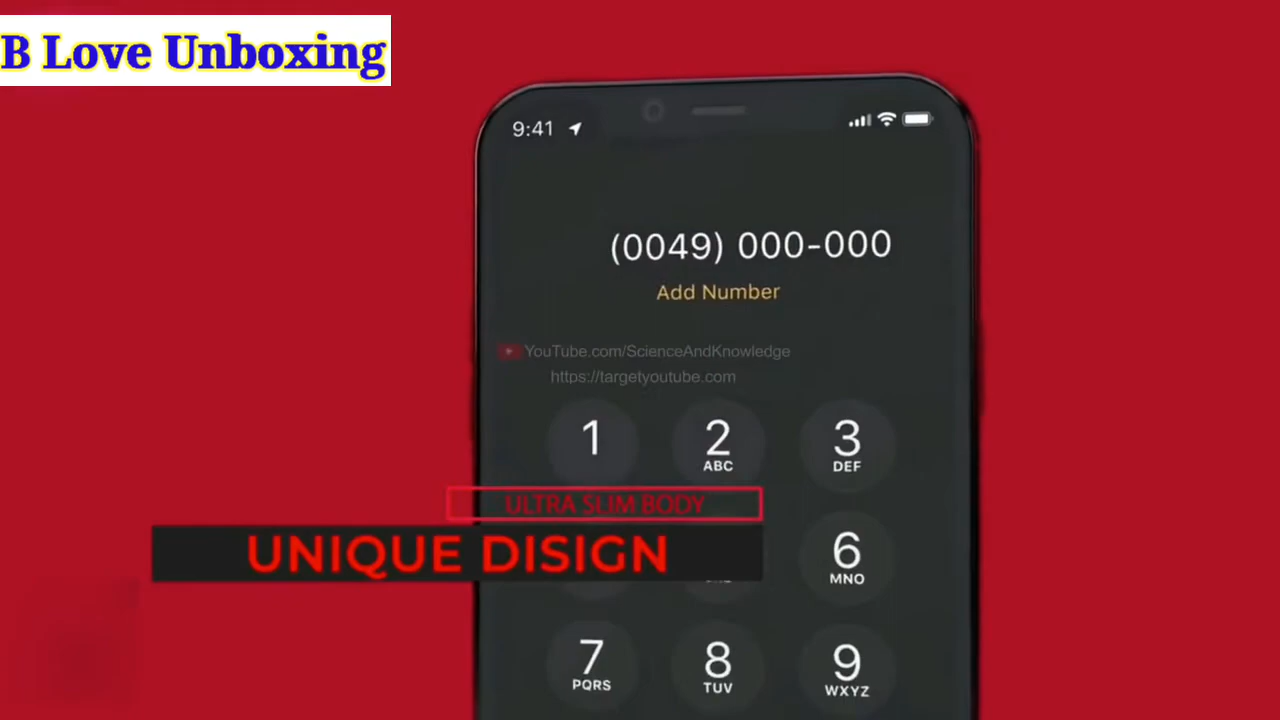 B Love Unboxing
9:41
(0049) 000-000
Add Number
YouTube.com/ScienceAndKnowledge
https://targetyoutube.com
1 2 3
ABC DEF
ULTRA SLIM BODY
UNIQUE DISIGN
6
MNO
7 8 9
PQRS TUV WXYZ